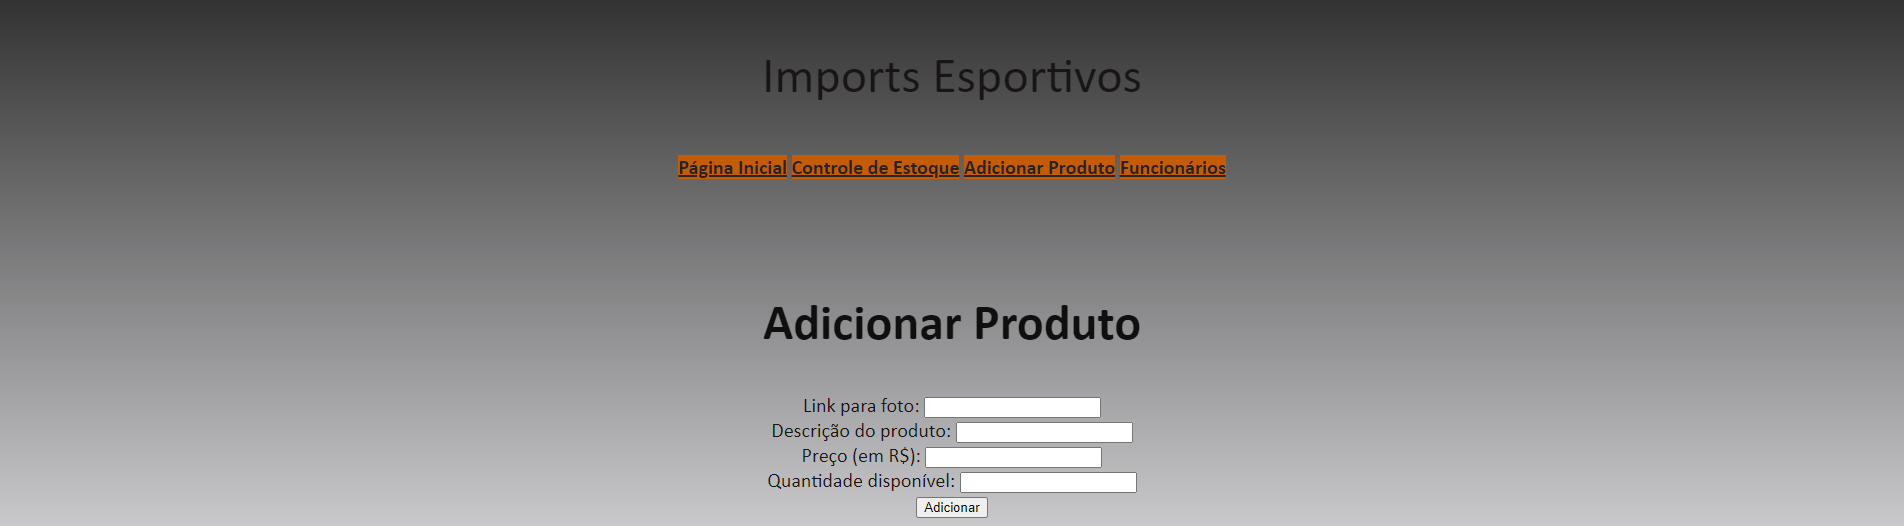 Imports Esportivos
Página Inicial Controle de Estoque Adicionar Produto Funcionários
Adicionar Produto
Link para foto:
Descrição do produto:
Preço (em R$):
Quantidade disponível:
Adicionar